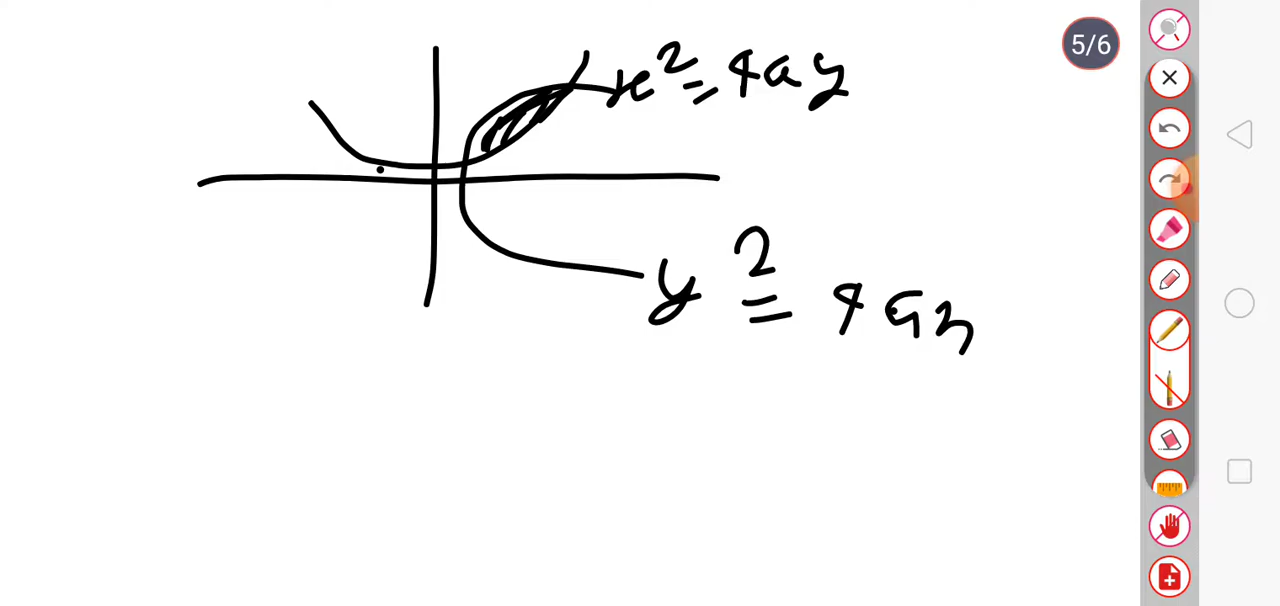 5/6
x² = 4ay
y² = 4ax